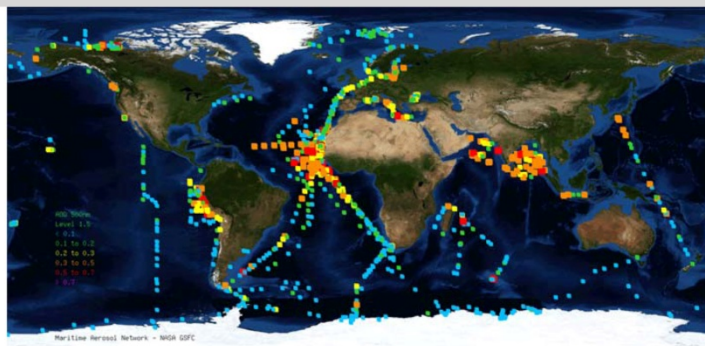 AOD 500nm
Level 1.5
< 0.1
0.1 to 0.2
0.2 to 0.3
0.3 to 0.5
0.5 to 0.7
> 0.7
Maritime Aerosol Network - NASA GSFC